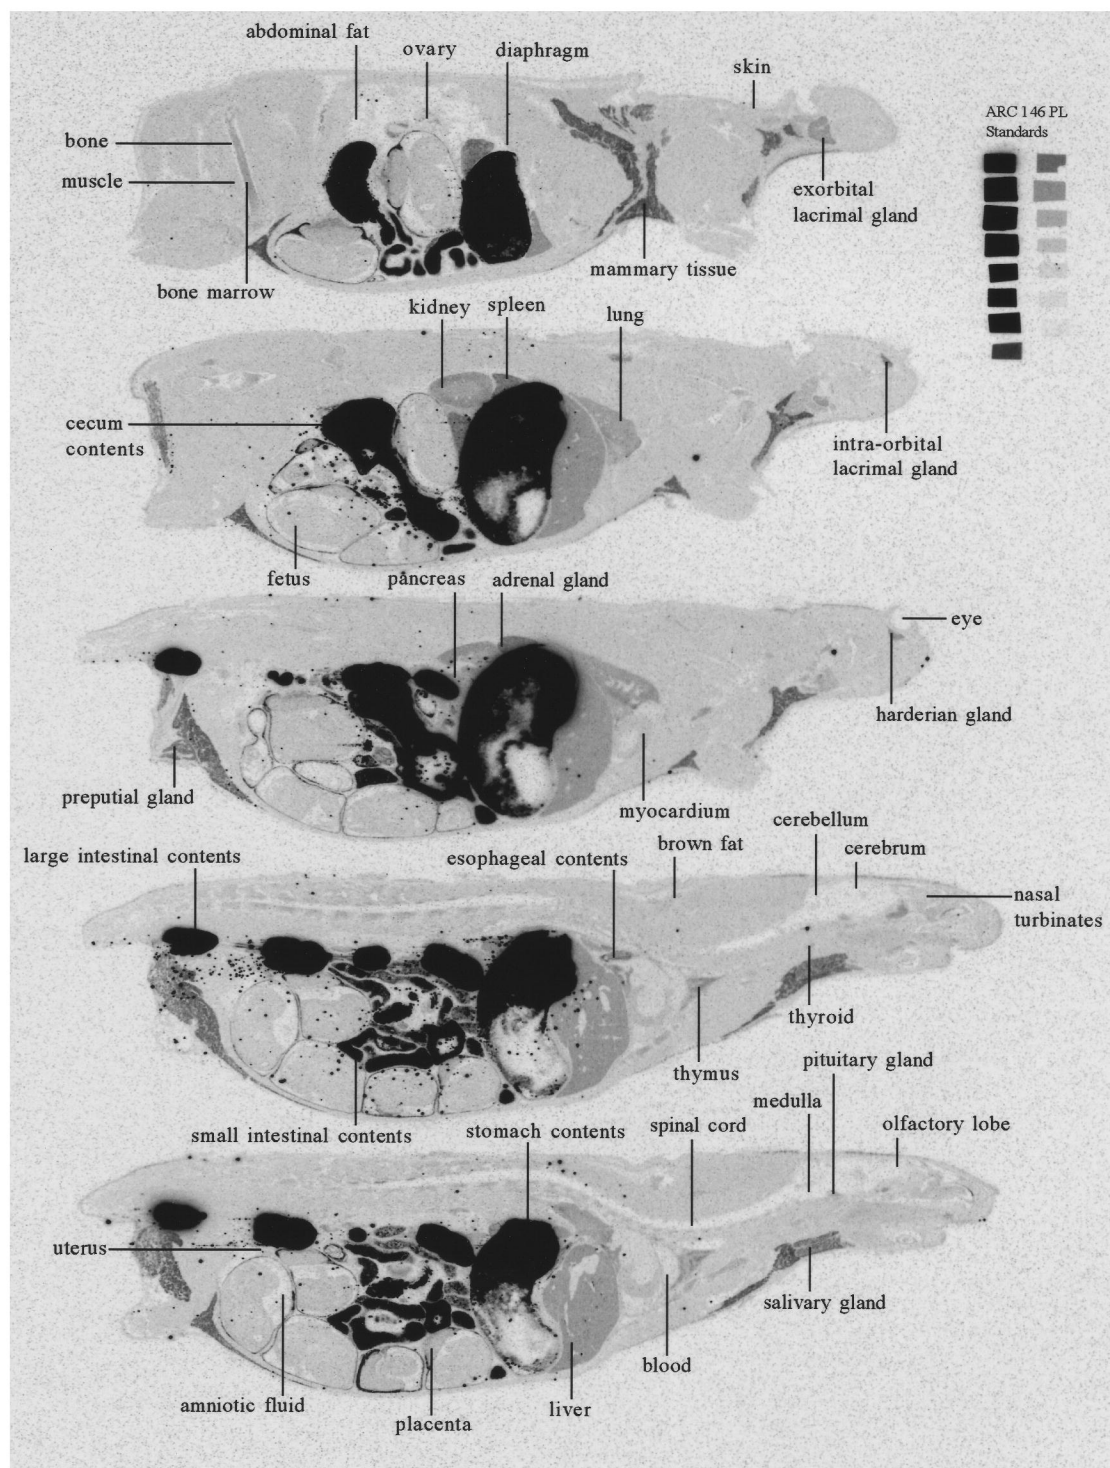 abdominal fat
ovary
diaphragm
skin
ARC 146 PL
Standards
bone
muscle
exorbital
lacrimal gland
mammary tissue
bone marrow
kidney
spleen
lung
cecum
contents
intra-orbital
lacrimal gland
fetus
pancreas
adrenal gland
eye
harderian gland
preputial gland
myocardium
cerebellum
large intestinal contents
esophageal contents
brown fat
cerebrum
nasal
turbinates
thyroid
thymus
pituitary gland
medulla
small intestinal contents
stomach contents
spinal cord
olfactory lobe
uterus
salivary gland
blood
amniotic fluid
placenta
liver